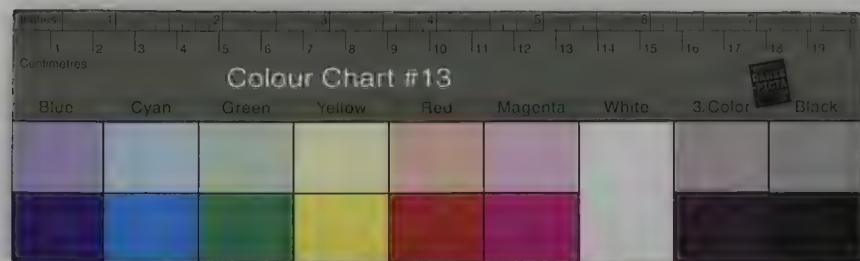 Inches 1 2 3 4 5 6 7 8
1 2 3 4 5 6 7 8 9 10 11 12 13 14 15 16 17 18 19
Centimetres
Colour Chart #13
Blue Cyan Green Yellow Red Magenta White 3.Color Black